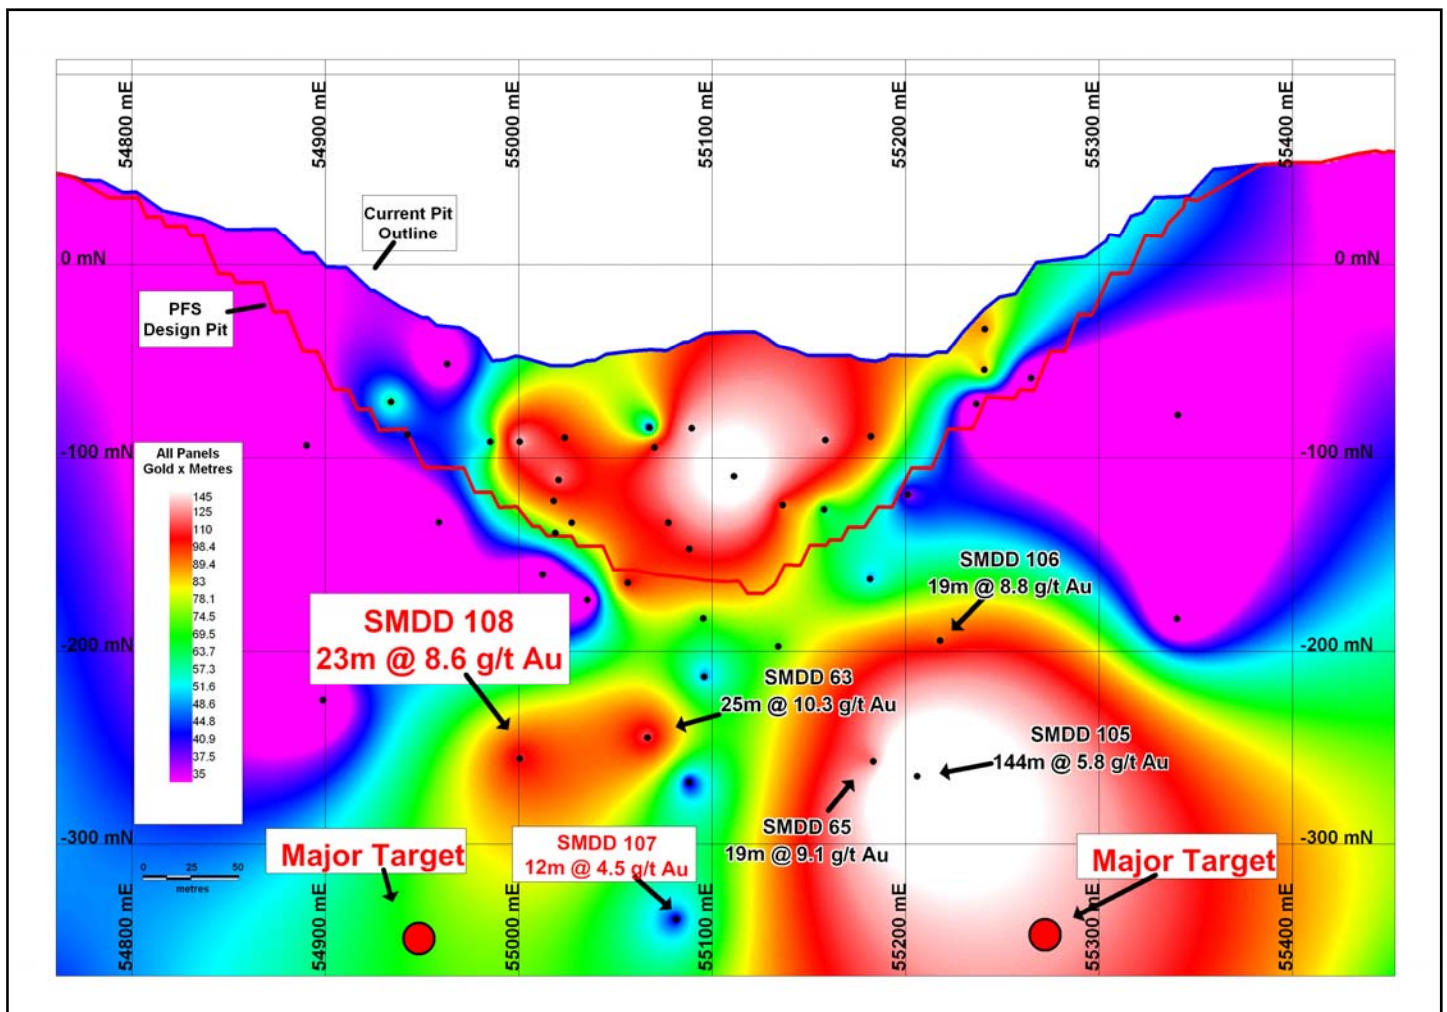 54800 mE
54900 mE
55000 mE
55100 mE
55200 mE
55300 mE
55400 mE
Current Pit
Outline
0 mN
0 mN
PFS
Design Pit
-100 mN
-100 mN
All Panels
Gold x Metres
145
125
110
98.4
89.4
83
78.1
74.5
69.5
63.7
57.3
51.6
48.6
44.8
40.9
37.5
35
SMDD 106
19m @ 8.8 g/t Au
SMDD 108
23m @ 8.6 g/t Au
-200 mN
-200 mN
SMDD 63
25m @ 10.3 g/t Au
SMDD 105
144m @ 5.8 g/t Au
SMDD 65
19m @ 9.1 g/t Au
-300 mN
-300 mN
Major Target
SMDD 107
12m @ 4.5 g/t Au
Major Target
0 25 50
metres
54800 mE
54900 mE
55000 mE
55100 mE
55200 mE
55300 mE
55400 mE